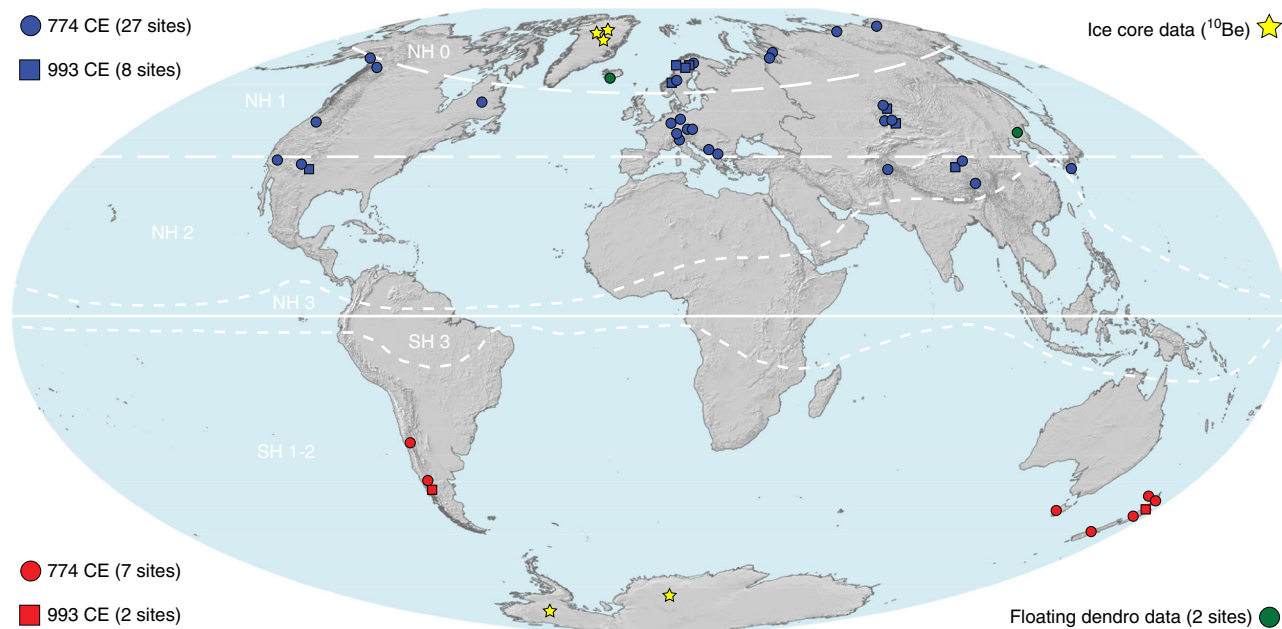 774 CE (27 sites)
Ice core data (¹⁰Be)
NH 0
993 CE (8 sites)
NH 1
NH 2
NH 3
SH 3
SH 1-2
774 CE (7 sites)
993 CE (2 sites)
Floating dendro data (2 sites)